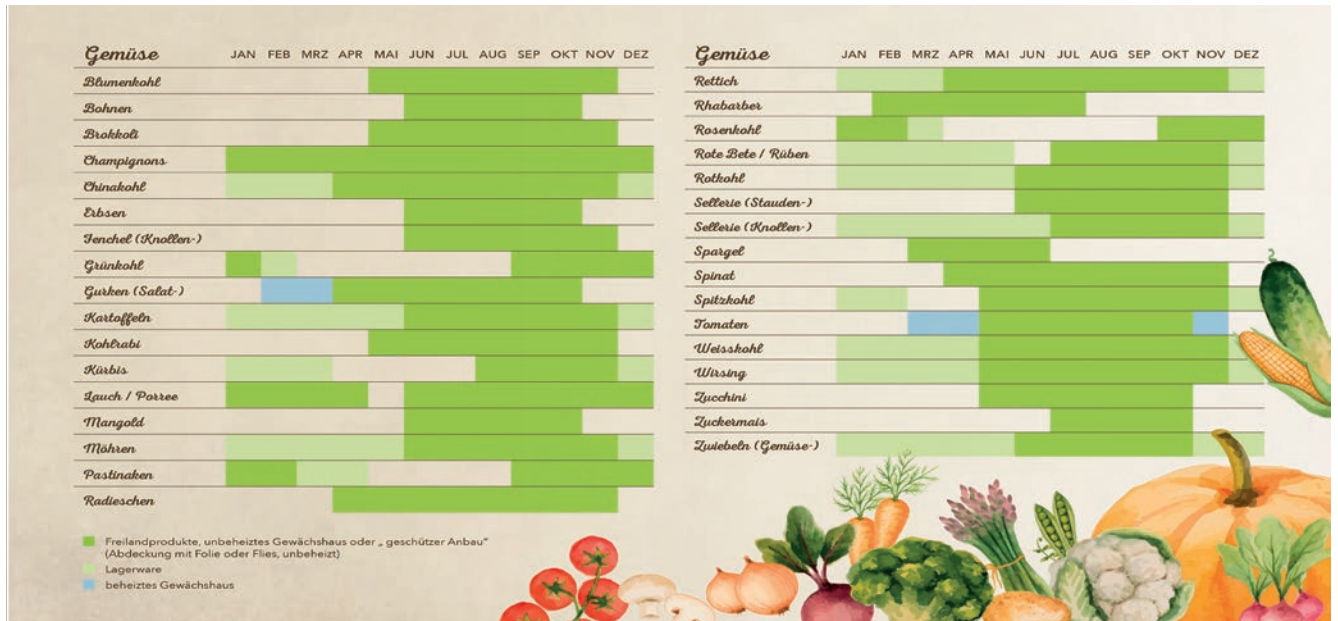 Gemüse JAN FEB MRZ APR MAI JUN JUL AUG SEP OKT NOV DEZ
Blumenkohl
Bohnen
Brokkoli
Champignons
Chinakohl
Erbsen
Fenchel (Knollen-)
Grünkohl
Gurken (Salat-)
Kartoffeln
Kohlrabi
Kürbis
Lauch / Porree
Mangold
Möhren
Pastinaken
Radieschen
Freilandprodukte, unbeheiztes Gewächshaus oder „ geschützer Anbau“
(Abdeckung mit Folie oder Flies, unbeheizt)
Lagerware
beheiztes Gewächshaus
Gemüse JAN FEB MRZ APR MAI JUN JUL AUG SEP OKT NOV DEZ
Rettich
Rhabarber
Rosenkohl
Rote Bete / Rüben
Rotkohl
Sellerie (Stauden-)
Sellerie (Knollen-)
Spargel
Spinat
Spitzkohl
Tomaten
Weisskohl
Wirsing
Zucchini
Zuckermais
Zwiebeln (Gemüse-)